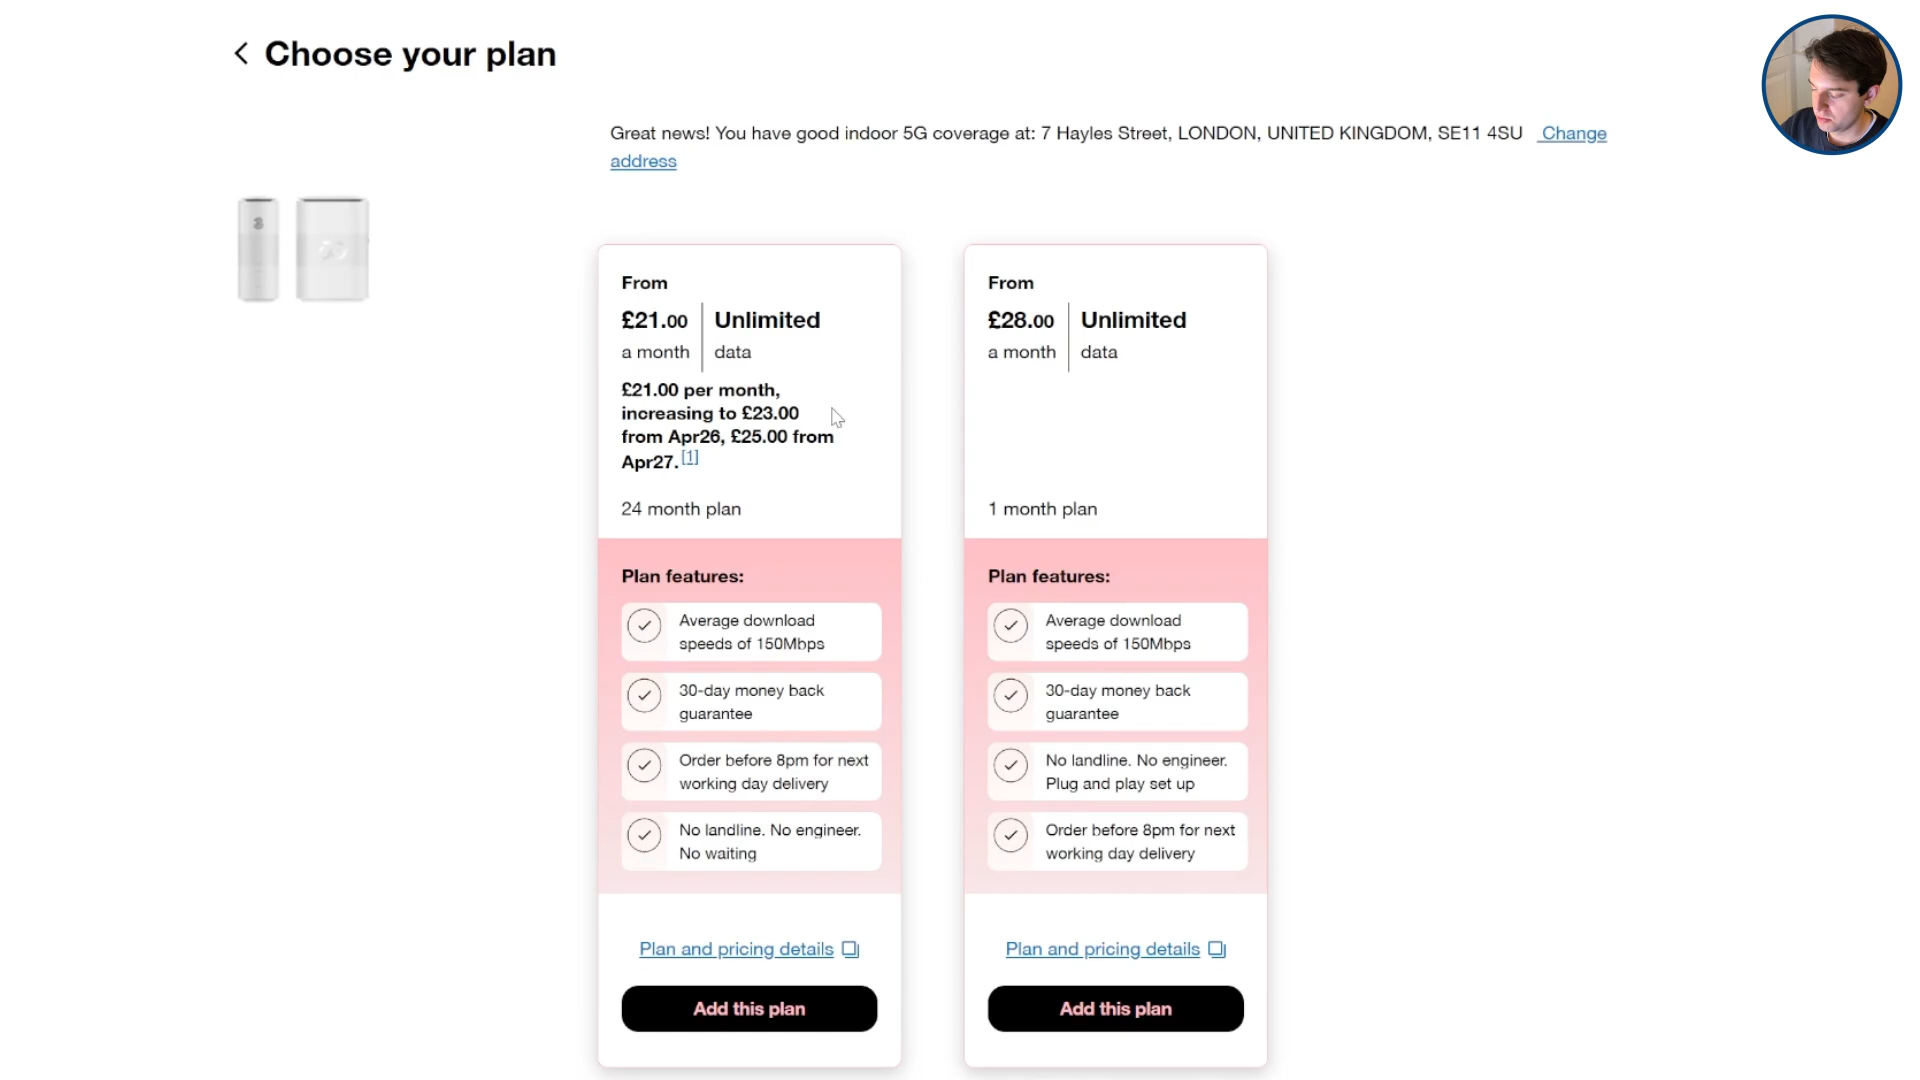 Choose your plan
Great news! You have good indoor 5G coverage at: 7 Hayles Street, LONDON, UNITED KINGDOM, SE11 4SU Change
address
From
£21.00
a month
Unlimited
data
£21.00 per month,
increasing to £23.00
from Apr26, £25.00 from
Apr27. [1]
24 month plan
Plan features:
Average download
speeds of 150Mbps
30-day money back
guarantee
Order before 8pm for next
working day delivery
No landline. No engineer.
No waiting
Plan and pricing details
Add this plan
From
£28.00
a month
Unlimited
data
1 month plan
Plan features:
Average download
speeds of 150Mbps
30-day money back
guarantee
No landline. No engineer.
Plug and play set up
Order before 8pm for next
working day delivery
Plan and pricing details
Add this plan